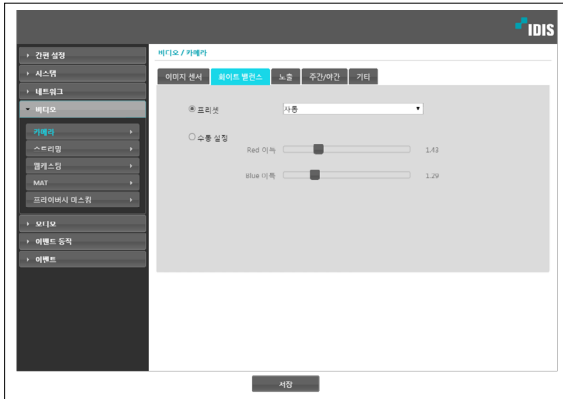 IDIS
간편 설정
시스템
네트워크
비디오
카메라
스트리밍
웹캐스팅
MAT
프라이버시 마스킹
오디오
이벤트 동작
이벤트
비디오 / 카메라
이미지 센서 화이트 밸런스 노출 주간/야간 기타
프리셋 자동
수동 설정
Red 이득 1.43
Blue 이득 1.29
저장